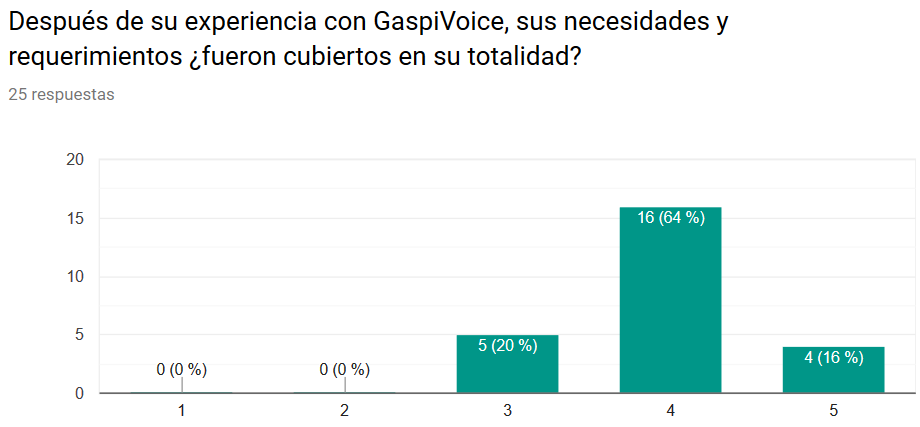 Después de su experiencia con GaspiVoice, sus necesidades y
requerimientos ¿fueron cubiertos en su totalidad?
25 respuestas
20
15
10
5
0
0 (0 %)
0 (0 %)
5 (20 %)
16 (64 %)
4 (16 %)
1
2
3
4
5